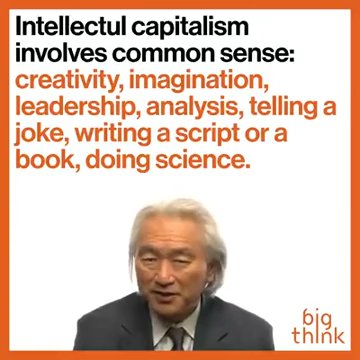 Intellectul capitalism
involves common sense:
creativity, imagination,
leadership, analysis, telling a
joke, writing a script or a
book, doing science.
big
think